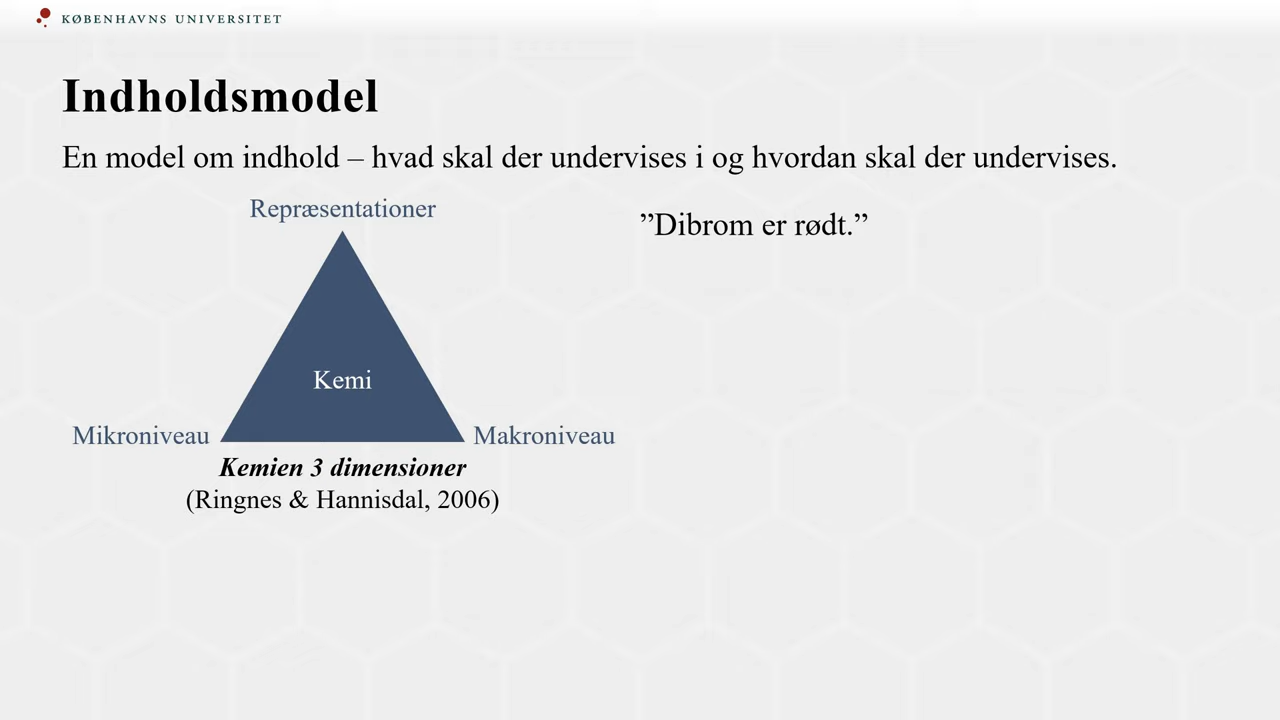 KØBENHAVNS UNIVERSITET
Indholdsmodel
En model om indhold – hvad skal der undervises i og hvordan skal der undervises.
Repræsentationer
”Dibrom er rødt.”
Kemi
Mikroniveau
Makroniveau
Kemien 3 dimensioner
(Ringnes & Hannisdal, 2006)